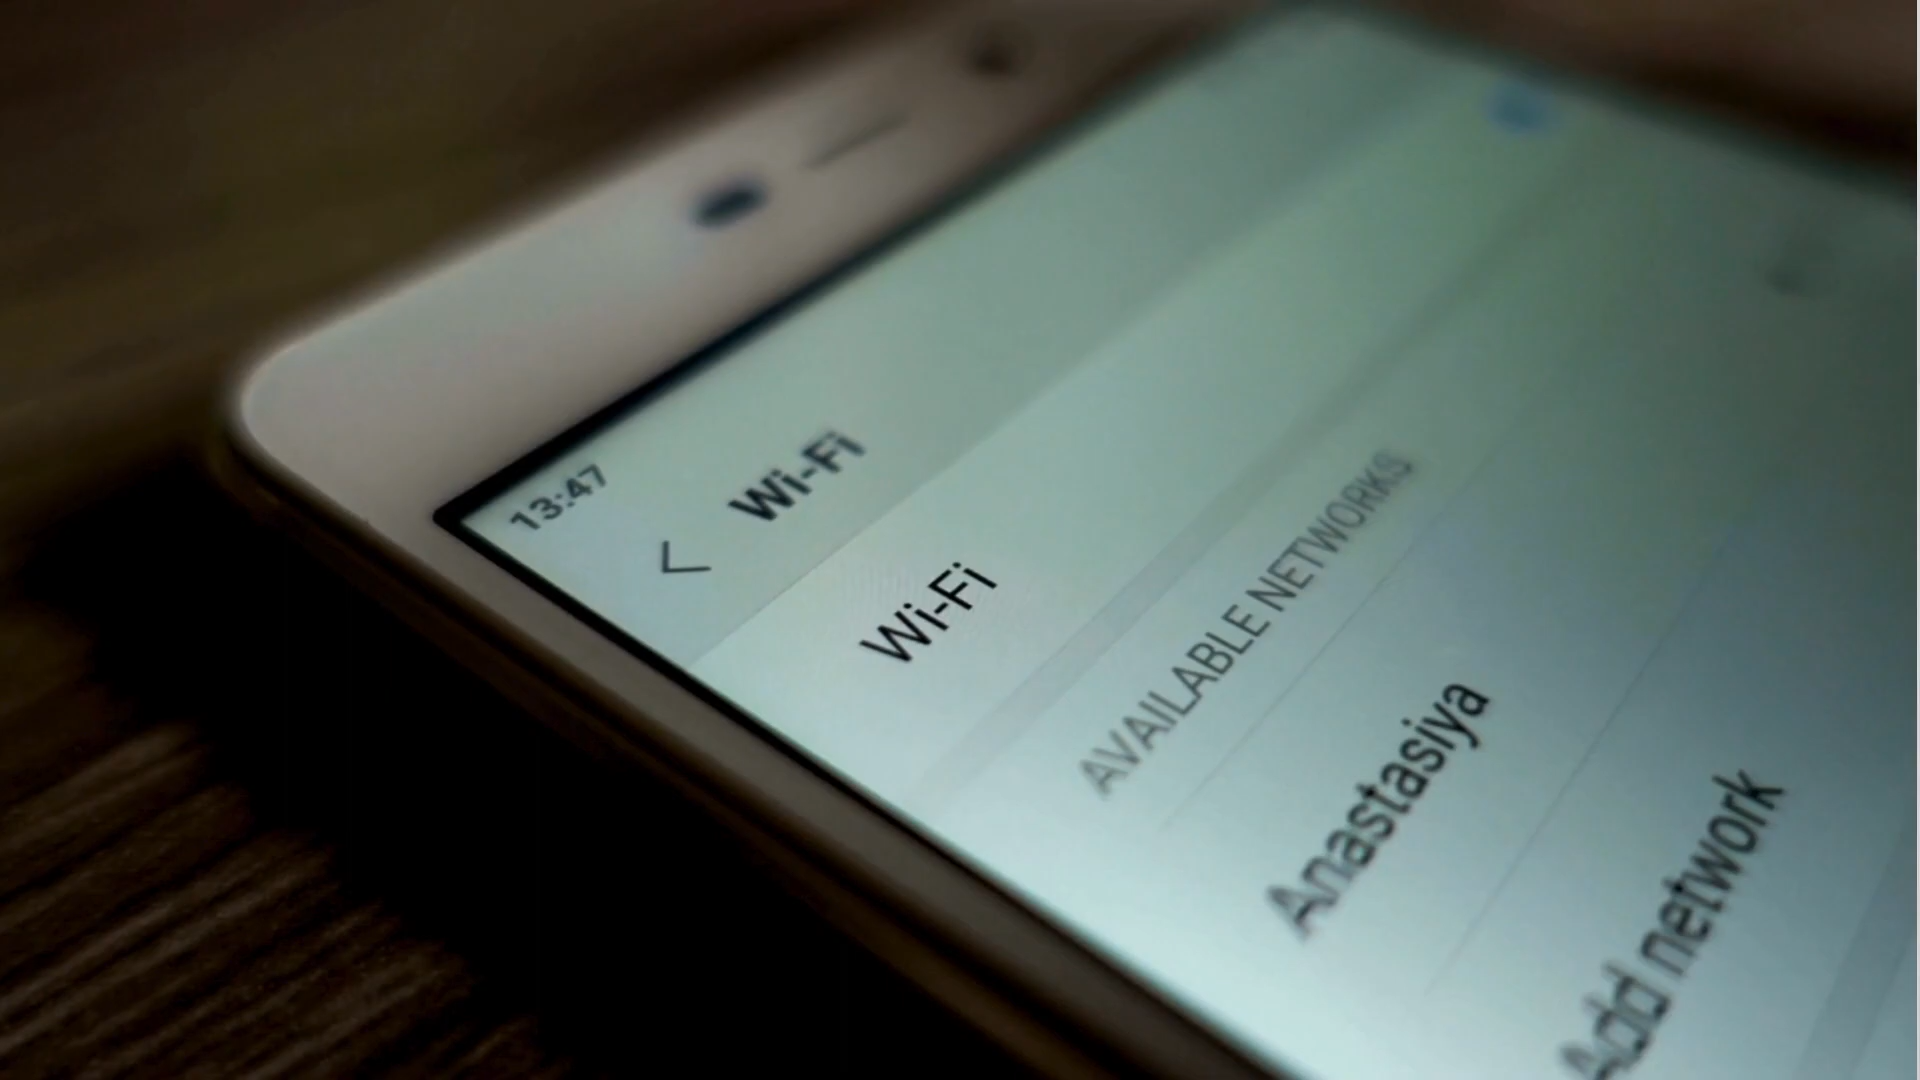 13:47
Wi-Fi
Wi-Fi
AVAILABLE NETWORKS
Anastasiya
Add network